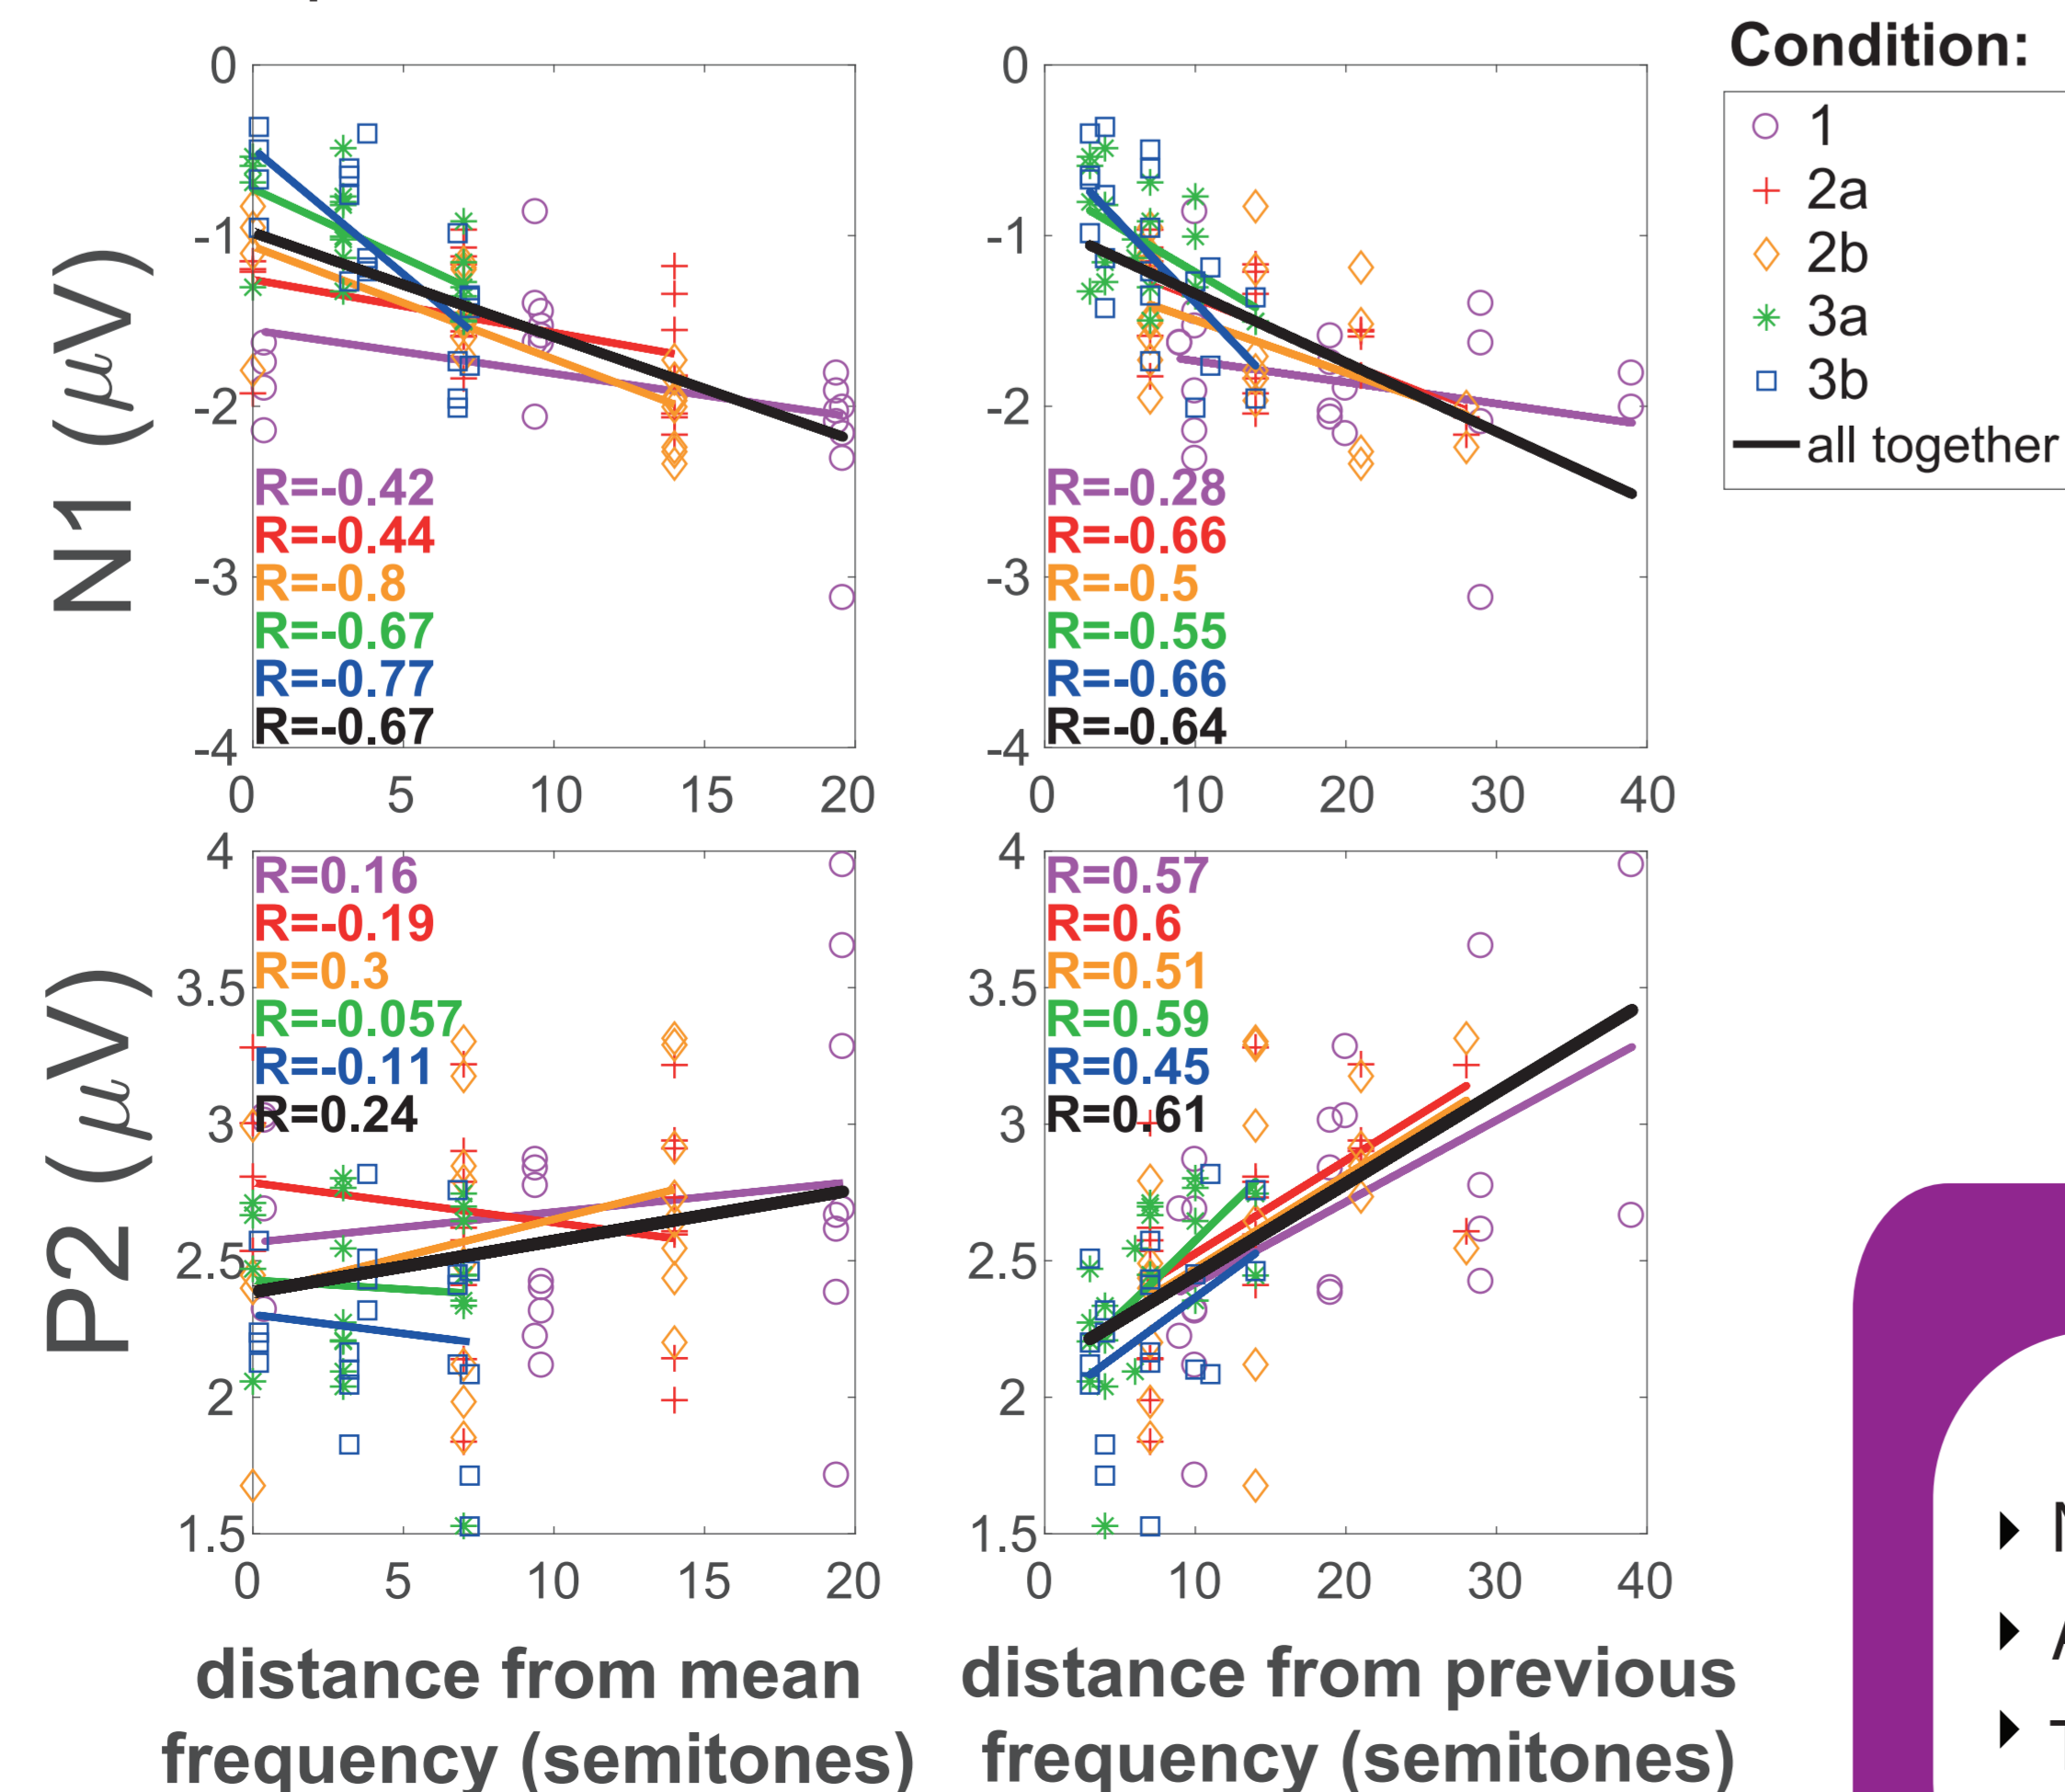 Condition:
1
2a
2b
3a
3b
all together
N1 (μV)
0
-1
-2
-3
-4
R=-0.42
R=-0.44
R=-0.8
R=-0.67
R=-0.77
R=-0.67
0 5 10 15 20
0
-1
-2
-3
-4
R=-0.28
R=-0.66
R=-0.5
R=-0.55
R=-0.66
R=-0.64
0 10 20 30 40
P2 (μV)
4
3.5
3
2.5
2
1.5
R=0.16
R=-0.19
R=0.3
R=-0.057
R=-0.11
R=0.24
0 5 10 15 20
4
3.5
3
2.5
2
1.5
R=0.57
R=0.6
R=0.51
R=0.59
R=0.45
R=0.61
0 10 20 30 40
distance from mean
frequency (semitones)
distance from previous
frequency (semitones)